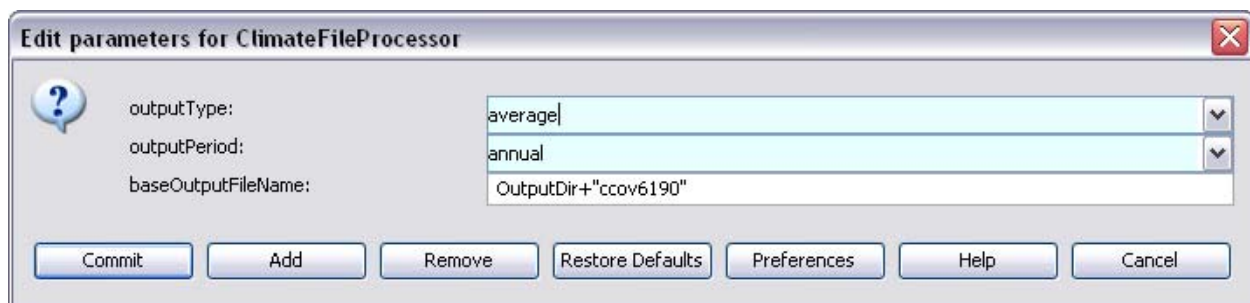 Edit parameters for ClimateFileProcessor
outputType: average
outputPeriod: annual
baseOutputFileName: OutputDir+"ccov6190"
Commit Add Remove Restore Defaults Preferences Help Cancel